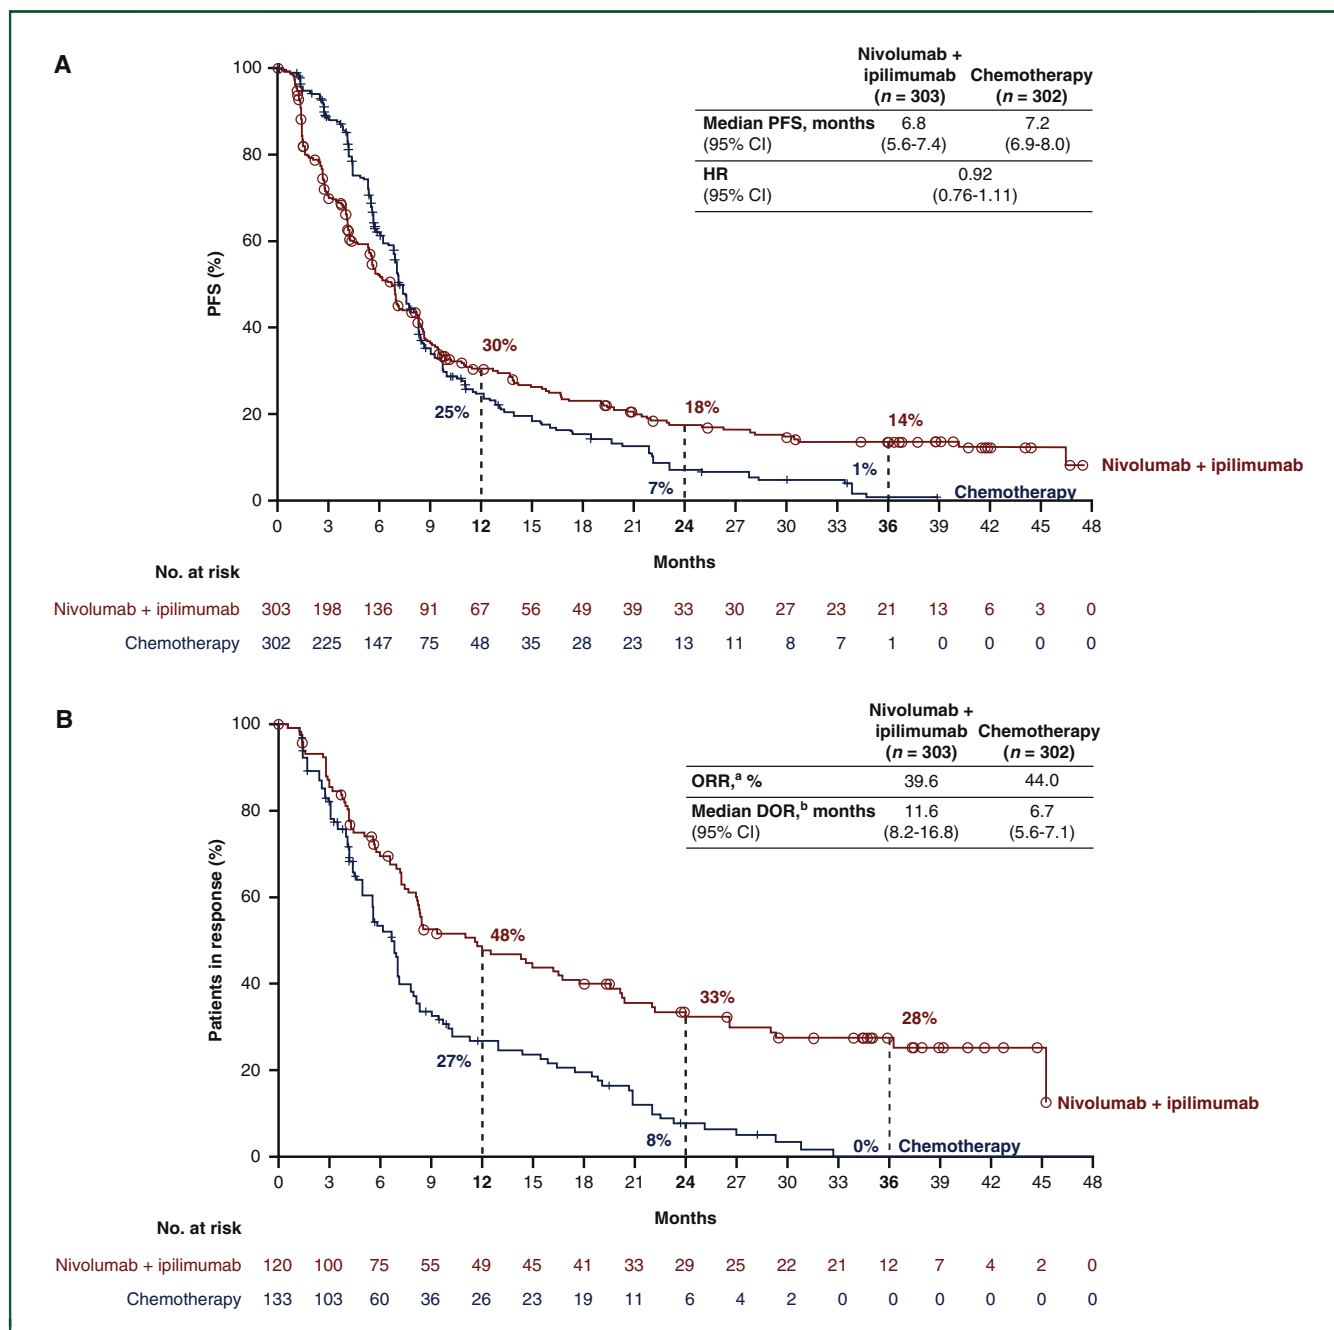 A
Nivolumab +
ipilimumab Chemotherapy
(n = 303) (n = 302)
Median PFS, months 6.8 7.2
(95% CI) (5.6-7.4) (6.9-8.0)
HR 0.92
(95% CI) (0.76-1.11)
PFS (%)
100
80
60
40
20
0
30%
25%
18%
7%
14%
1%
Nivolumab + ipilimumab
Chemotherapy
0 3 6 9 12 15 18 21 24 27 30 33 36 39 42 45 48
Months
No. at risk
Nivolumab + ipilimumab 303 198 136 91 67 56 49 39 33 30 27 23 21 13 6 3 0
Chemotherapy 302 225 147 75 48 35 28 23 13 11 8 7 1 0 0 0 0
B
Nivolumab +
ipilimumab Chemotherapy
(n = 303) (n = 302)
ORR,a % 39.6 44.0
Median DOR,b months 11.6 6.7
(95% CI) (8.2-16.8) (5.6-7.1)
Patients in response (%)
100
80
60
40
20
0
48%
27%
33%
8%
28%
0%
Nivolumab + ipilimumab
Chemotherapy
0 3 6 9 12 15 18 21 24 27 30 33 36 39 42 45 48
Months
No. at risk
Nivolumab + ipilimumab 120 100 75 55 49 45 41 33 29 25 22 21 12 7 4 2 0
Chemotherapy 133 103 60 36 26 23 19 11 6 4 2 0 0 0 0 0 0